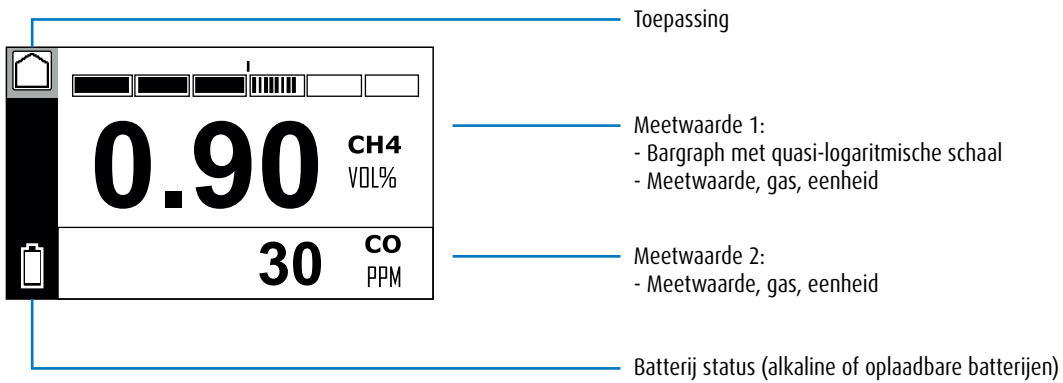 Toepassing
0.90
CH4
VOL%
Meetwaarde 1:
- Bargraph met quasi-logaritmische schaal
- Meetwaarde, gas, eenheid
30
CO
PPM
Meetwaarde 2:
- Meetwaarde, gas, eenheid
Batterij status (alkaline of oplaadbare batterijen)